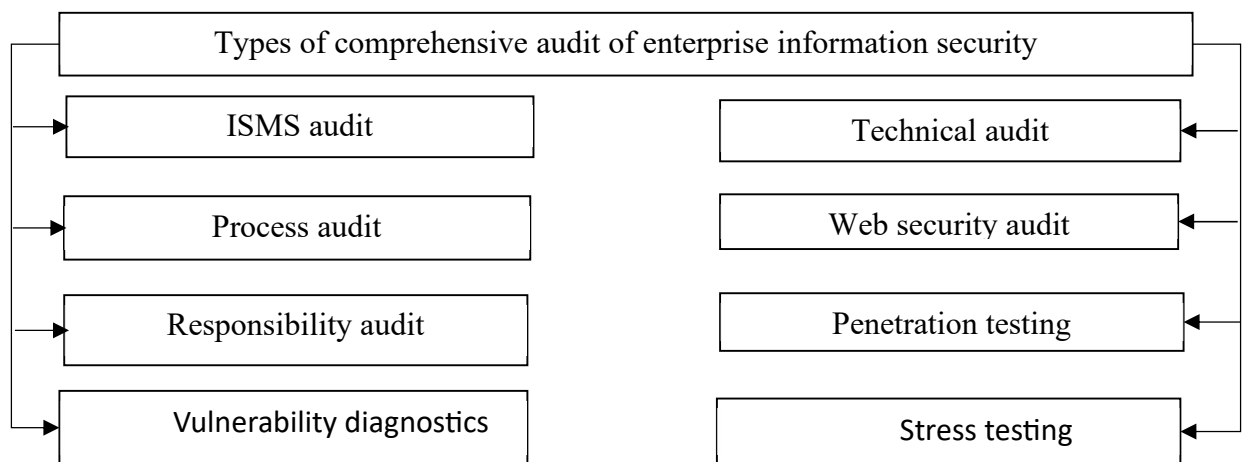 Types of comprehensive audit of enterprise information security
ISMS audit
Technical audit
Process audit
Web security audit
Responsibility audit
Penetration testing
Vulnerability diagnostics
Stress testing